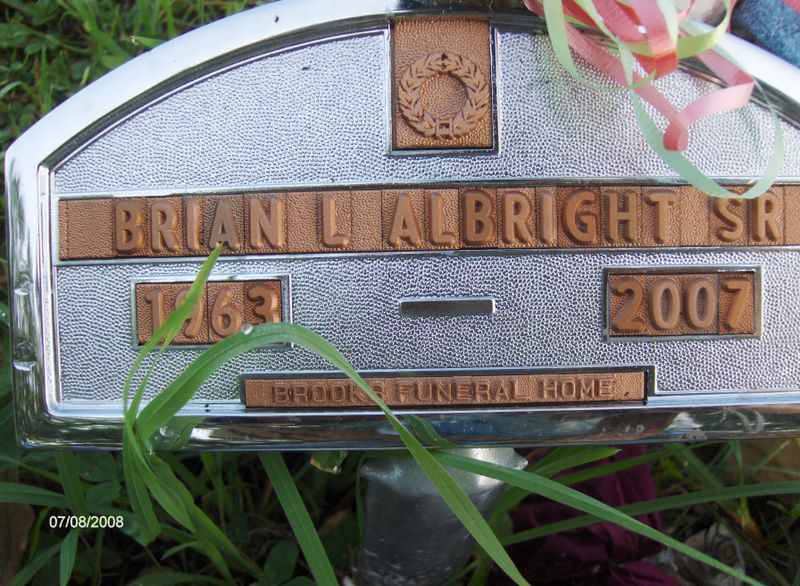 BRIAN L ALBRIGHT SR
1963 - 2007
BROOKS FUNERAL HOME
07/08/2008